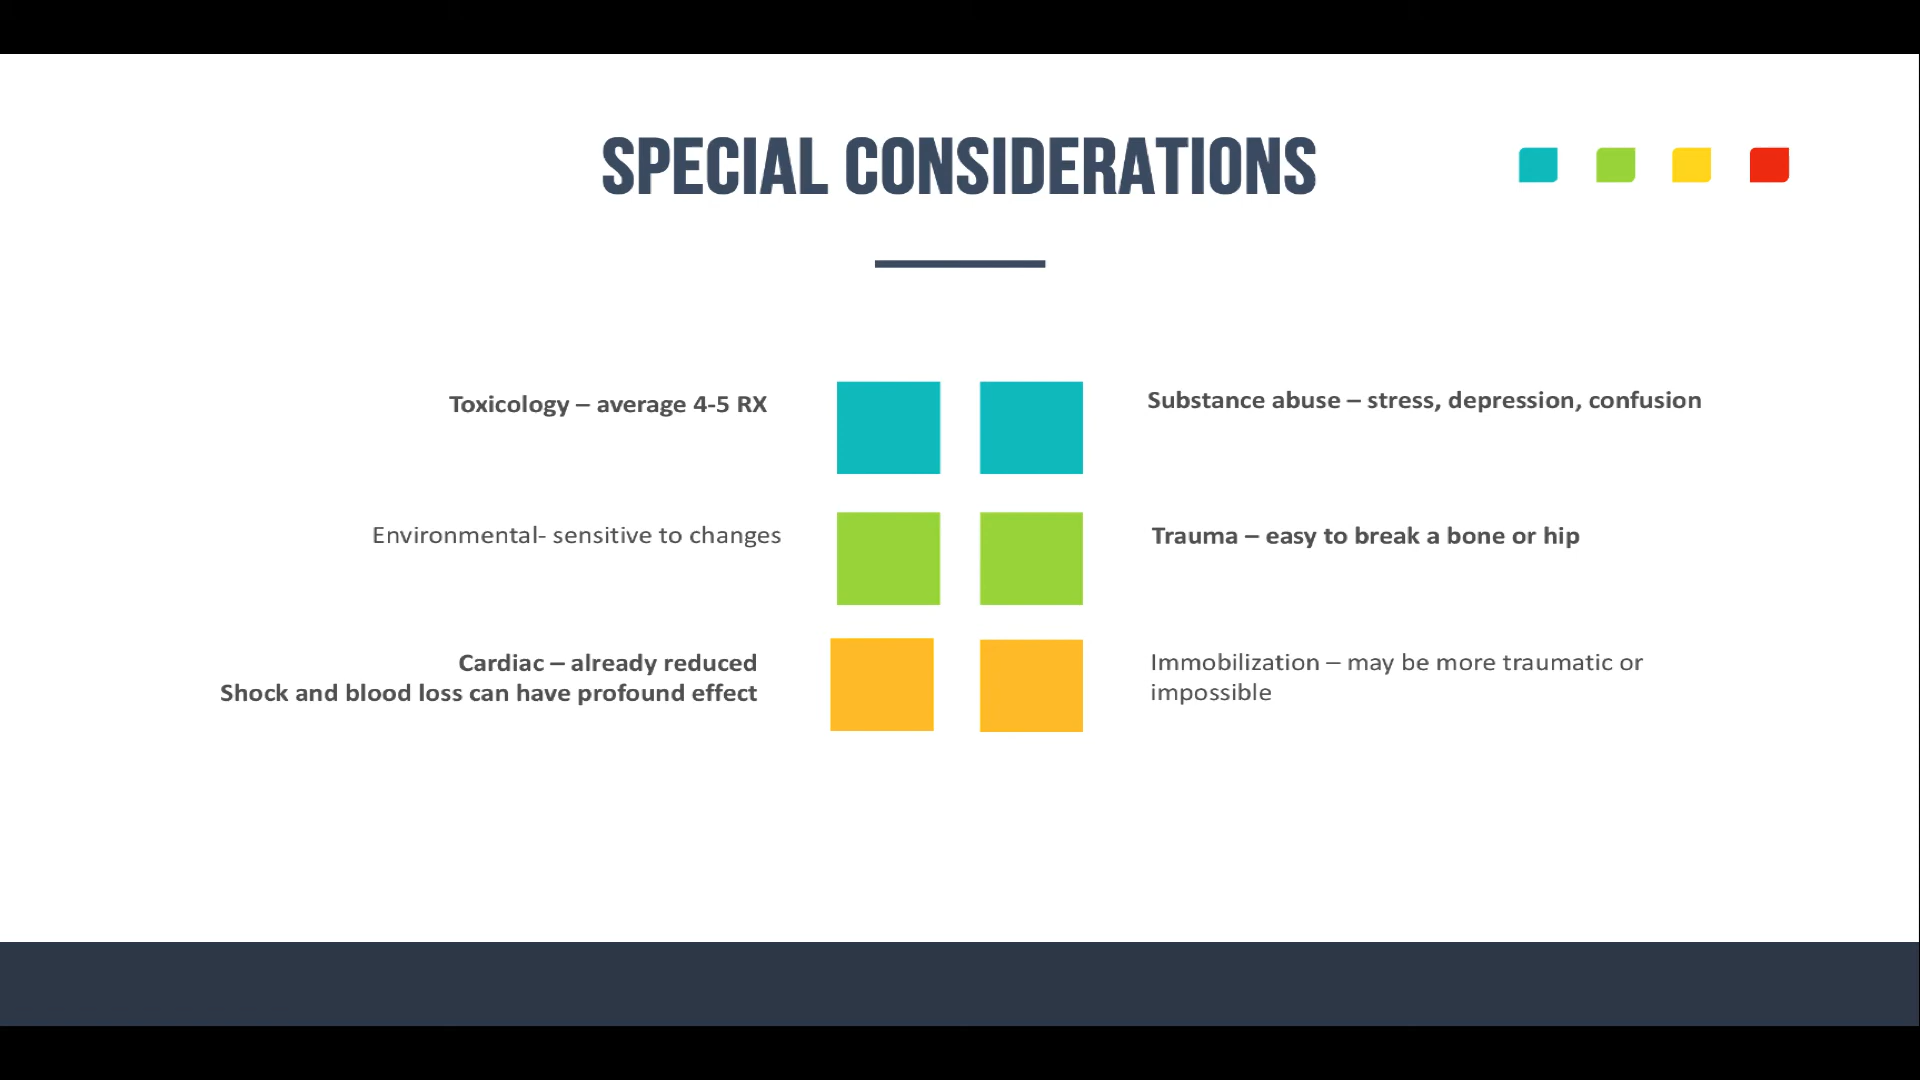 SPECIAL CONSIDERATIONS
Toxicology – average 4-5 RX
Substance abuse – stress, depression, confusion
Environmental- sensitive to changes
Trauma – easy to break a bone or hip
Cardiac – already reduced
Shock and blood loss can have profound effect
Immobilization – may be more traumatic or
impossible